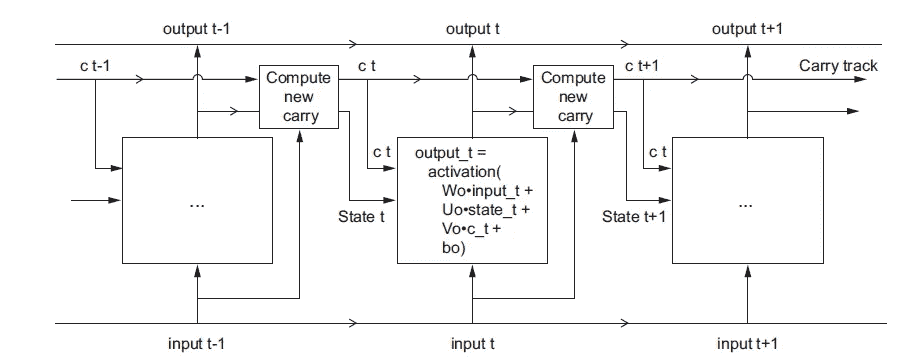 output t-1
output t
output t+1
c t-1
Compute
new
carry
c t
Compute
new
carry
c t+1
Carry track
...
c t
output_t =
activation(
Wo•input_t +
Uo•state_t +
Vo•c_t +
bo)
c t
...
State t
State t+1
input t-1
input t
input t+1